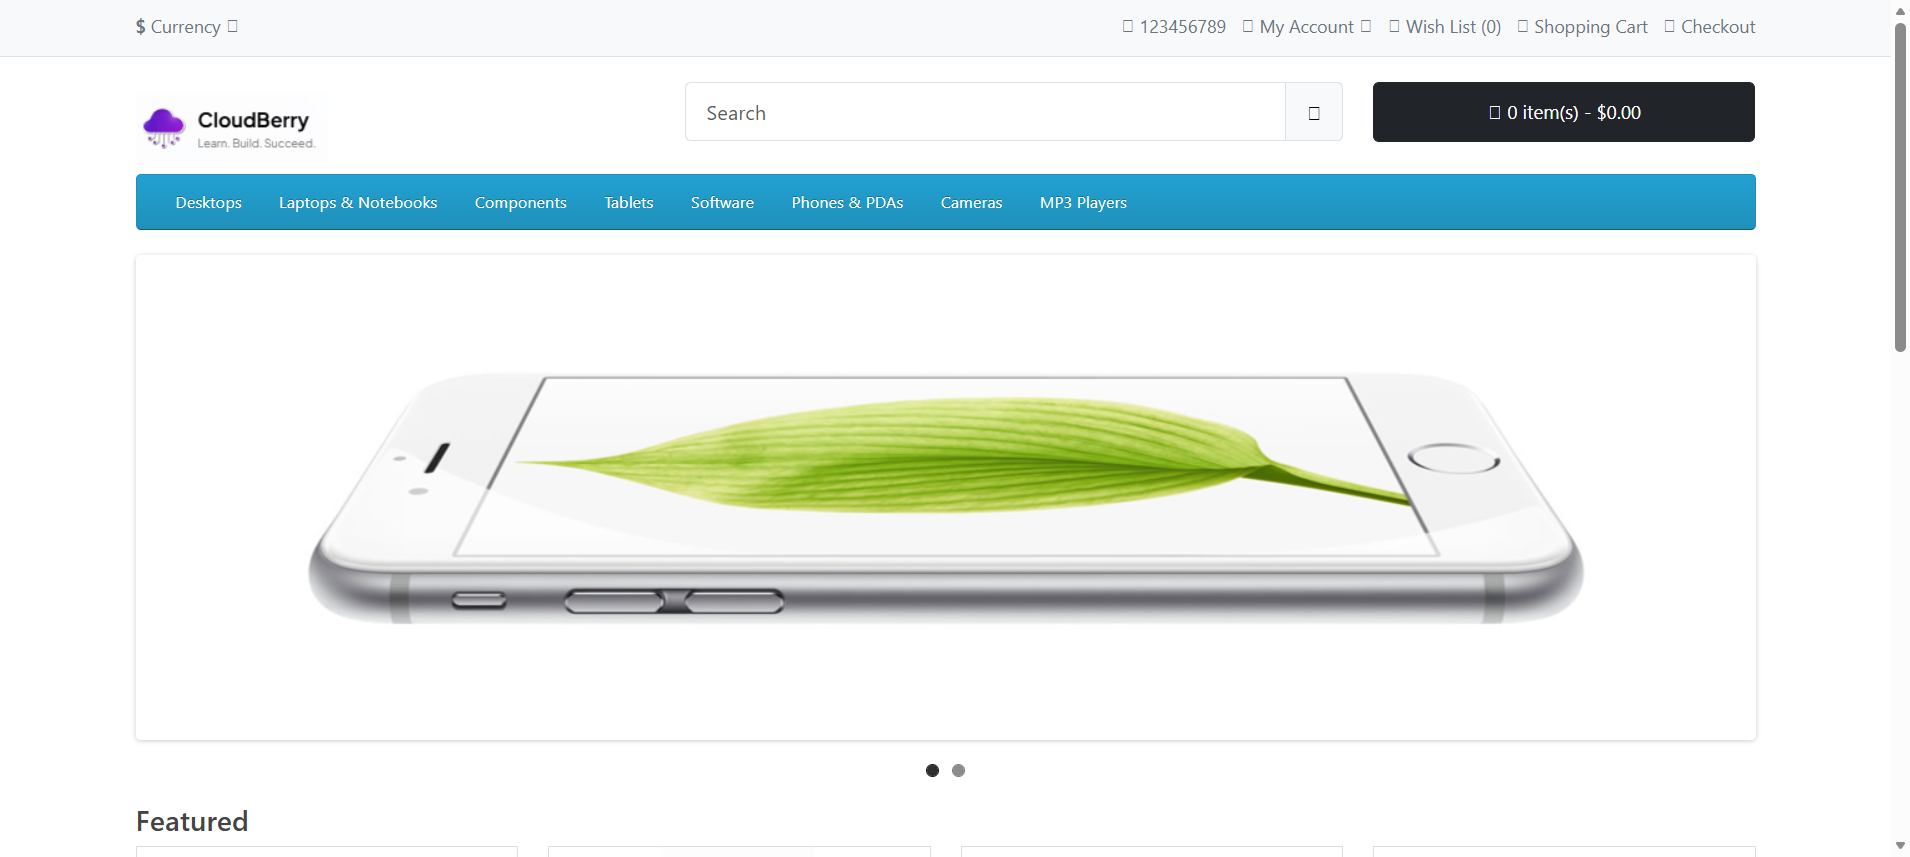 $ Currency
123456789 My Account Wish List (0) Shopping Cart Checkout
CloudBerry
Learn. Build. Succeed.
Search
0 item(s) - $0.00
Desktops Laptops & Notebooks Components Tablets Software Phones & PDAs Cameras MP3 Players
Featured